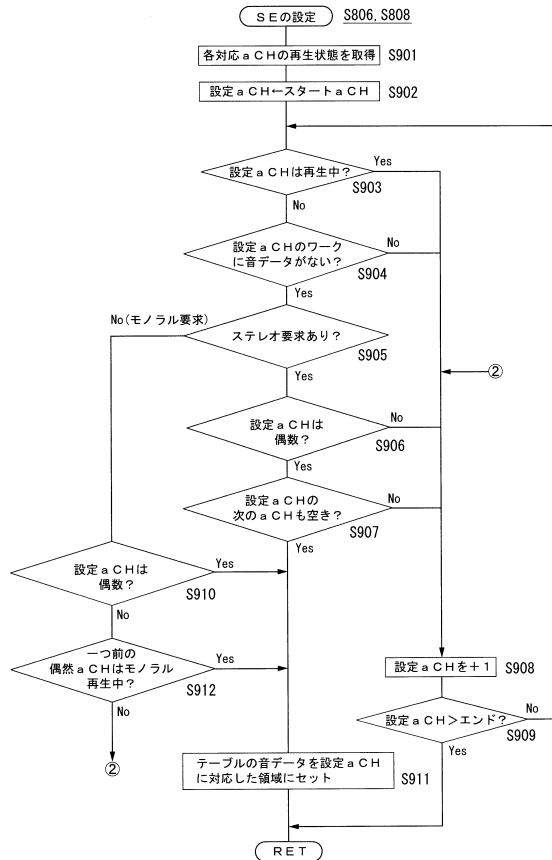 SEの設定 S806, S808
各対応aCHの再生状態を取得 S901
設定aCH←スタートaCH S902
設定aCHは再生中？ Yes
S903
No
設定aCHのワーク
に音データがない？ No
S904
Yes
No(モノラル要求)
ステレオ要求あり？
S905
Yes
②
設定aCHは
偶数？ No
S906
Yes
設定aCHの
次のaCHも空き？ No
S907
Yes
設定aCHは
偶数？ Yes
S910
No
一つ前の
偶然aCHはモノラル
再生中？ Yes
S912
No
②
設定aCHを＋1 S908
設定aCH＞エンド？ No
S909
Yes
テーブルの音データを設定aCH
に対応した領域にセット S911
RET